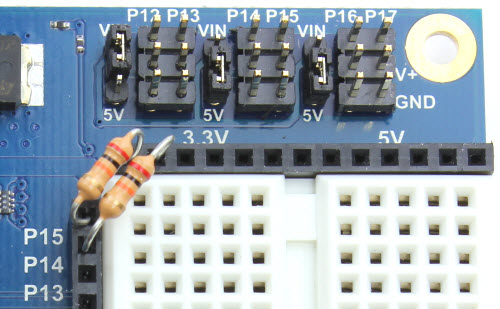 P12 P13 P14 P15 P16 P17
VIN VIN
V+
GND
5V 5V 5V
3.3V 5V
P15
P14
P13